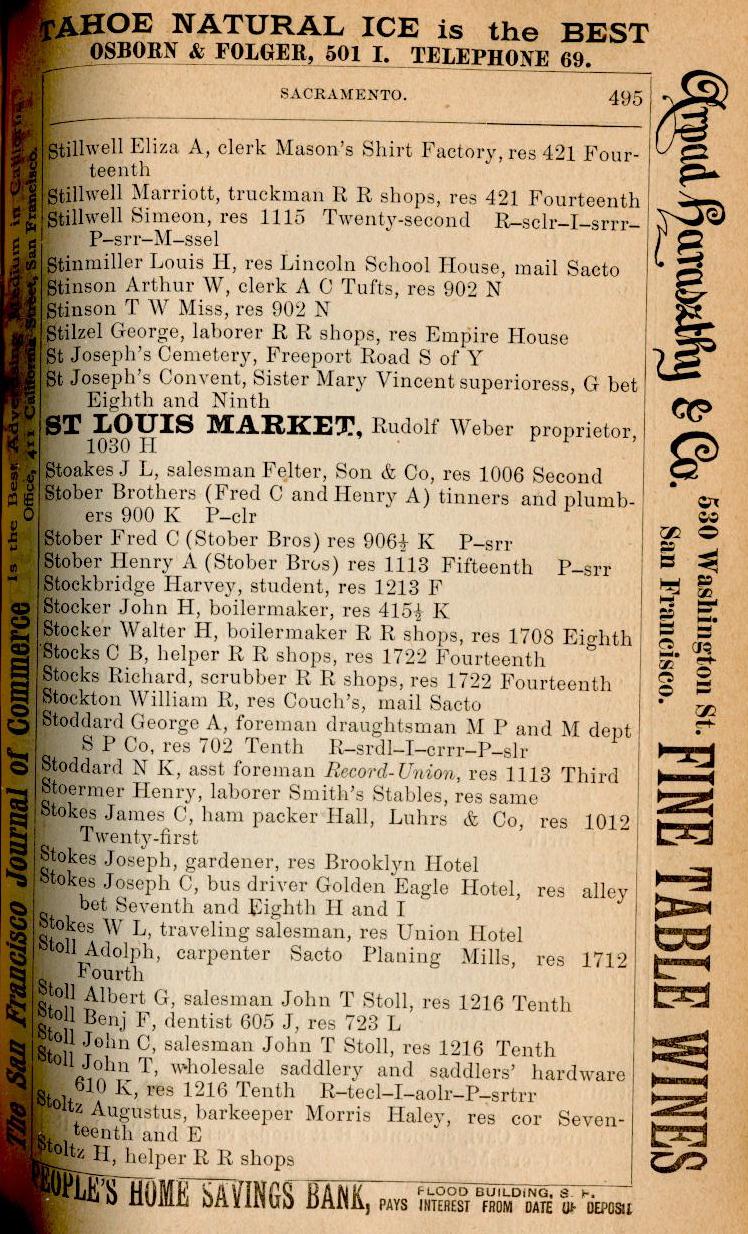 TAHOE NATURAL ICE is the BEST
OSBORN & FOLGER, 501 I. TELEPHONE 69.
SACRAMENTO. 495
Stillwell Eliza A, clerk Mason's Shirt Factory, res 421 Four-
teenth
Stillwell Marriott, truckman R R shops, res 421 Fourteenth
Stillwell Simeon, res 1115 Twenty-second R–sclr–I–srrr–
P–srr–M–ssel
Stinmiller Louis H, res Lincoln School House, mail Sacto
Stinson Arthur W, clerk A C Tufts, res 902 N
Stinson T W Miss, res 902 N
Stilzel George, laborer R R shops, res Empire House
St Joseph's Cemetery, Freeport Road S of Y
St Joseph's Convent, Sister Mary Vincent superioress, G bet
Eighth and Ninth
ST LOUIS MARKET, Rudolf Weber proprietor,
1030 H
Stoakes J L, salesman Felter, Son & Co, res 1006 Second
Stober Brothers (Fred C and Henry A) tinners and plumb-
ers 900 K P–clr
Stober Fred C (Stober Bros) res 906½ K P–srr
Stober Henry A (Stober Bros) res 1113 Fifteenth P–srr
Stockbridge Harvey, student, res 1213 F
Stocker John H, boilermaker, res 415½ K
Stocker Walter H, boilermaker R R shops, res 1708 Eighth
Stocks C B, helper R R shops, res 1722 Fourteenth
Stocks Richard, scrubber R R shops, res 1722 Fourteenth
Stockton William R, res Couch's, mail Sacto
Stoddard George A, foreman draughtsman M P and M dept
S P Co, res 702 Tenth R–srdl–I–crrr–P–slr
Stoddard N K, asst foreman Record-Union, res 1113 Third
Stoermer Henry, laborer Smith's Stables, res same
Stokes James C, ham packer Hall, Luhrs & Co, res 1012
Twenty-first
Stokes Joseph, gardener, res Brooklyn Hotel
Stokes Joseph C, bus driver Golden Eagle Hotel, res alley
bet Seventh and Eighth H and I
Stokes W L, traveling salesman, res Union Hotel
Stoll Adolph, carpenter Sacto Planing Mills, res 1712
Fourth
Stoll Albert G, salesman John T Stoll, res 1216 Tenth
Stoll Benj F, dentist 605 J, res 723 L
Stoll John C, salesman John T Stoll, res 1216 Tenth
Stoll John T, wholesale saddlery and saddlers' hardware
610 K, res 1216 Tenth R–tecl–I–aolr–P–srtrr
Stoltz Augustus, barkeeper Morris Haley, res cor Seven-
teenth and E
Stoltz H, helper R R shops
PEOPLE'S HOME SAVINGS BANK, PAYS
FLOOD BUILDING, S. F.
INTEREST FROM DATE OF DEPOSIT
Arpad Haraszthy & Co. 530 Washington St.
San Francisco.
FINE TABLE WINES
The San Francisco Journal of Commerce is the Best Advertising Medium in California
Office, 411 California Street, San Francisco.